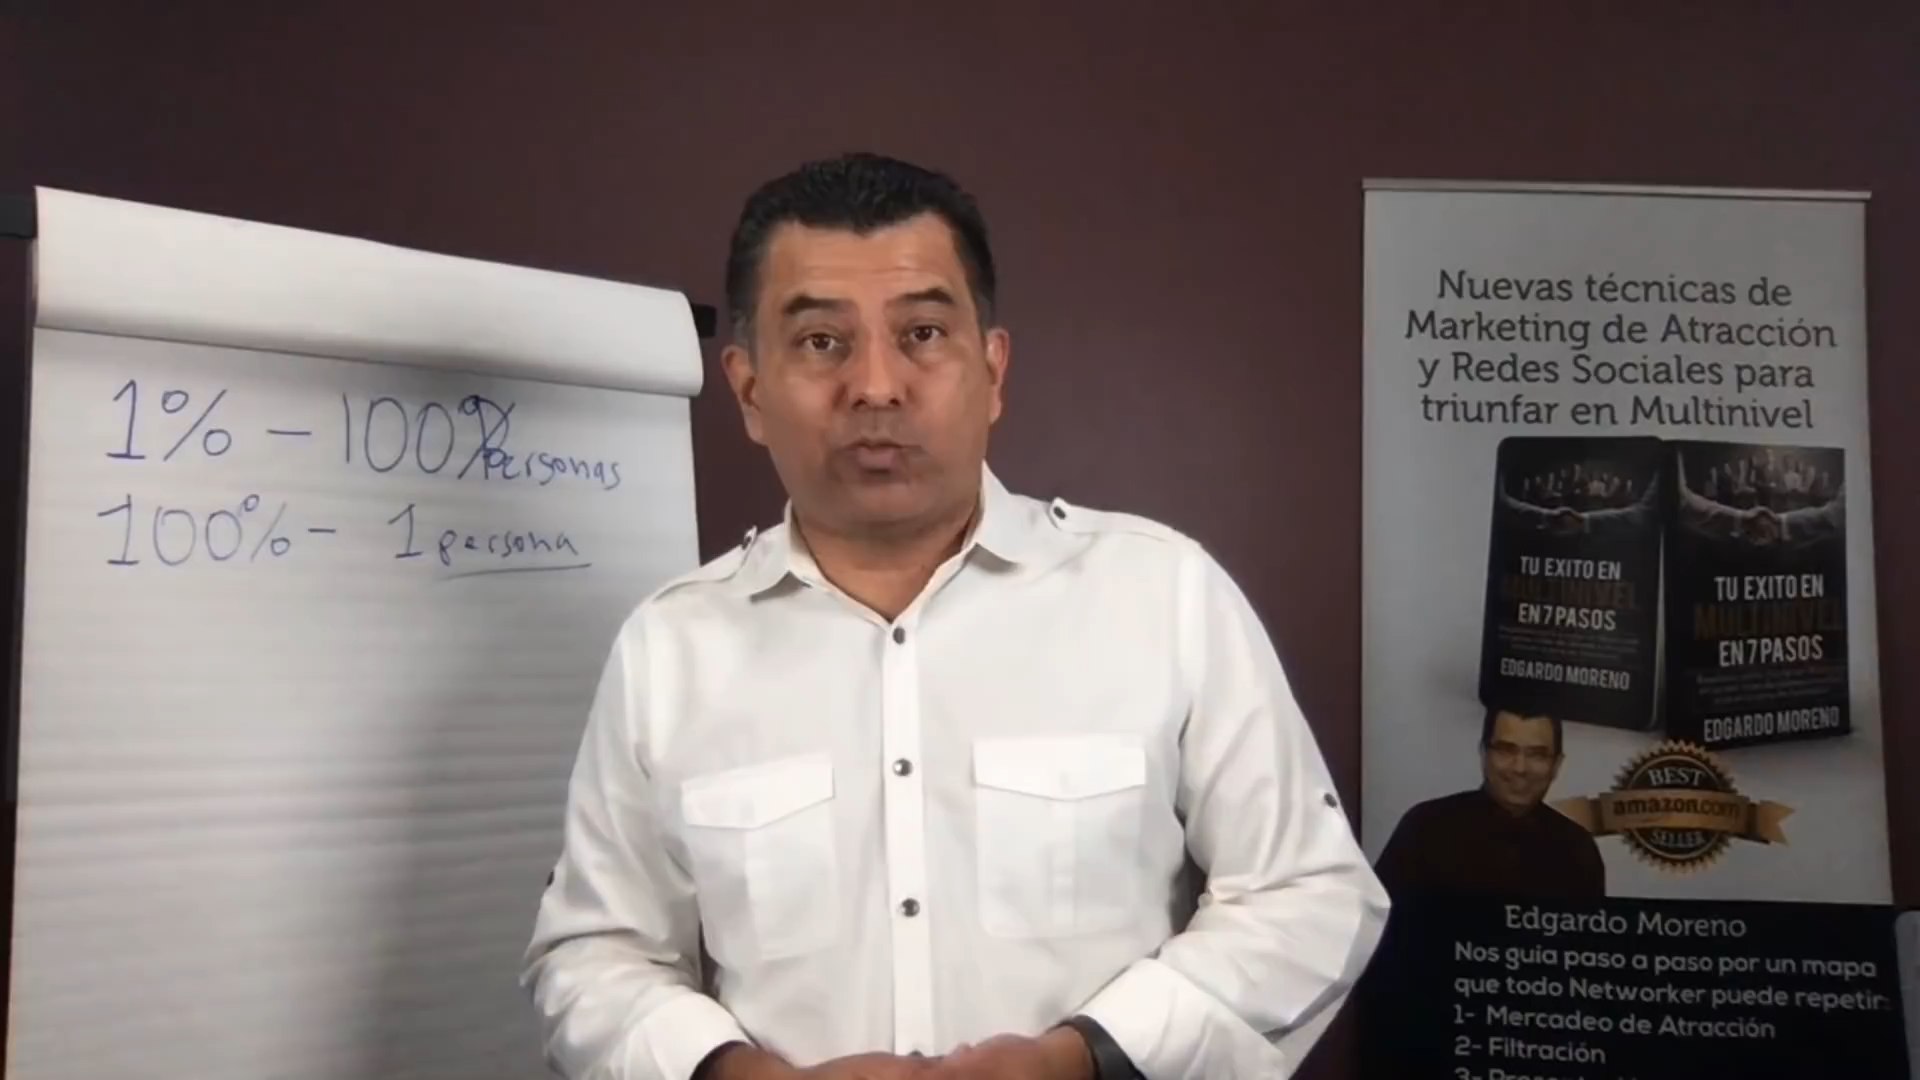 1% - 100% personas
100% - 1 persona
Nuevas técnicas de
Marketing de Atracción
y Redes Sociales para
triunfar en Multinivel
TU EXITO EN
MULTINIVEL
EN 7 PASOS
EDGARDO MORENO
TU EXITO EN
MULTINIVEL
EN 7 PASOS
EDGARDO MORENO
BEST
amazon.com
SELLER
Edgardo Moreno
Nos guia paso a paso por un mapa
que todo Networker puede repetir:
1- Mercadeo de Atracción
2- Filtración
3-